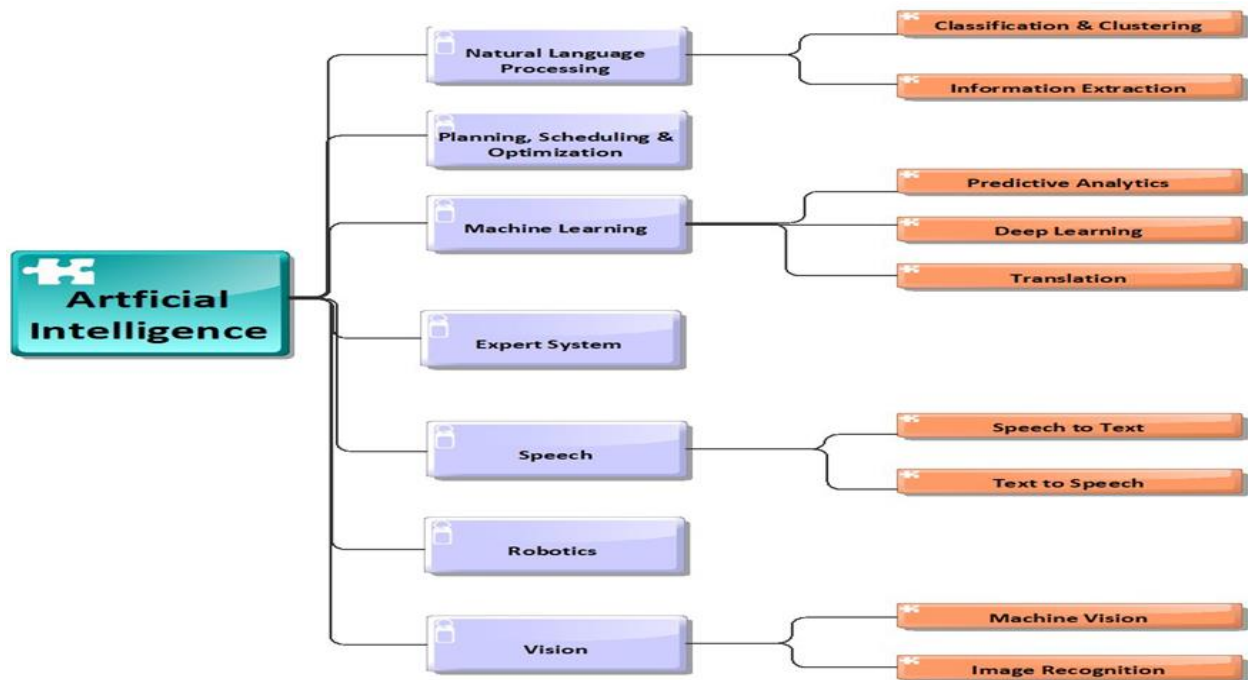 Artficial
Intelligence
Natural Language
Processing
Classification & Clustering
Information Extraction
Planning, Scheduling &
Optimization
Machine Learning
Predictive Analytics
Deep Learning
Translation
Expert System
Speech
Speech to Text
Text to Speech
Robotics
Vision
Machine Vision
Image Recognition